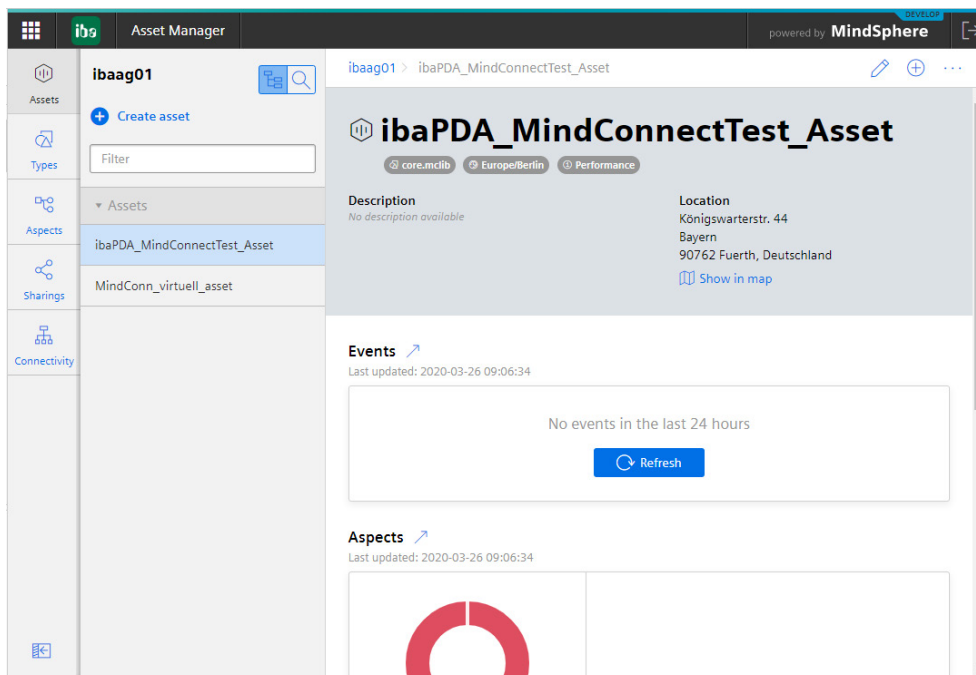 iba
Asset Manager
DEVELOP
powered by MindSphere
Assets
Types
Aspects
Sharings
Connectivity
ibaag01
Create asset
Filter
Assets
ibaPDA_MindConnectTest_Asset
MindConn_virtuell_asset
ibaag01 > ibaPDA_MindConnectTest_Asset
ibaPDA_MindConnectTest_Asset
core.mclib
Europe/Berlin
Performance
Description
No description available
Location
Königswarterstr. 44
Bayern
90762 Fuerth, Deutschland
Show in map
Events
Last updated: 2020-03-26 09:06:34
No events in the last 24 hours
Refresh
Aspects
Last updated: 2020-03-26 09:06:34